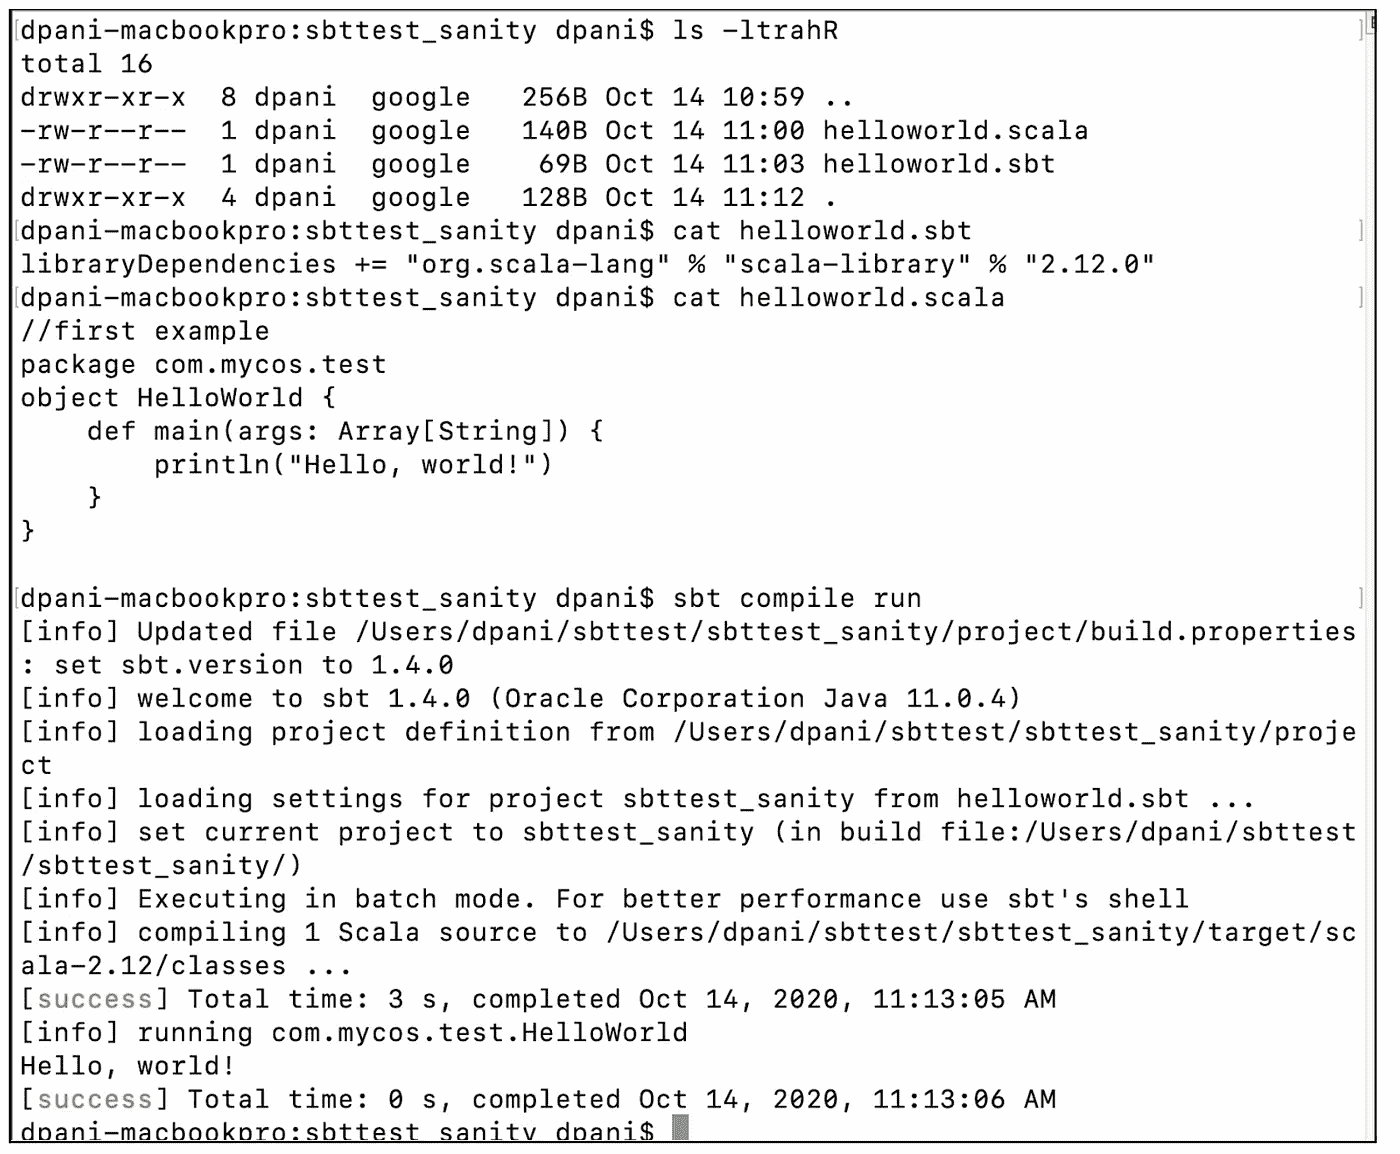 dpani-macbookpro:sbttest_sanity dpani$ ls -ltrahR
total 16
drwxr-xr-x  8 dpani  google   256B Oct 14 10:59 ..
-rw-r--r--  1 dpani  google   140B Oct 14 11:00 helloworld.scala
-rw-r--r--  1 dpani  google    69B Oct 14 11:03 helloworld.sbt
drwxr-xr-x  4 dpani  google   128B Oct 14 11:12 .
dpani-macbookpro:sbttest_sanity dpani$ cat helloworld.sbt
libraryDependencies += "org.scala-lang" % "scala-library" % "2.12.0"
dpani-macbookpro:sbttest_sanity dpani$ cat helloworld.scala
//first example
package com.mycos.test
object HelloWorld {
    def main(args: Array[String]) {
        println("Hello, world!")
    }
}
dpani-macbookpro:sbttest_sanity dpani$ sbt compile run
[info] Updated file /Users/dpani/sbttest/sbttest_sanity/project/build.properties
: set sbt.version to 1.4.0
[info] welcome to sbt 1.4.0 (Oracle Corporation Java 11.0.4)
[info] loading project definition from /Users/dpani/sbttest/sbttest_sanity/proje
ct
[info] loading settings for project sbttest_sanity from helloworld.sbt ...
[info] set current project to sbttest_sanity (in build file:/Users/dpani/sbttest
/sbttest_sanity/)
[info] Executing in batch mode. For better performance use sbt's shell
[info] compiling 1 Scala source to /Users/dpani/sbttest/sbttest_sanity/target/sc
ala-2.12/classes ...
[success] Total time: 3 s, completed Oct 14, 2020, 11:13:05 AM
[info] running com.mycos.test.HelloWorld
Hello, world!
[success] Total time: 0 s, completed Oct 14, 2020, 11:13:06 AM
dpani-macbookpro:sbttest_sanity dpani$